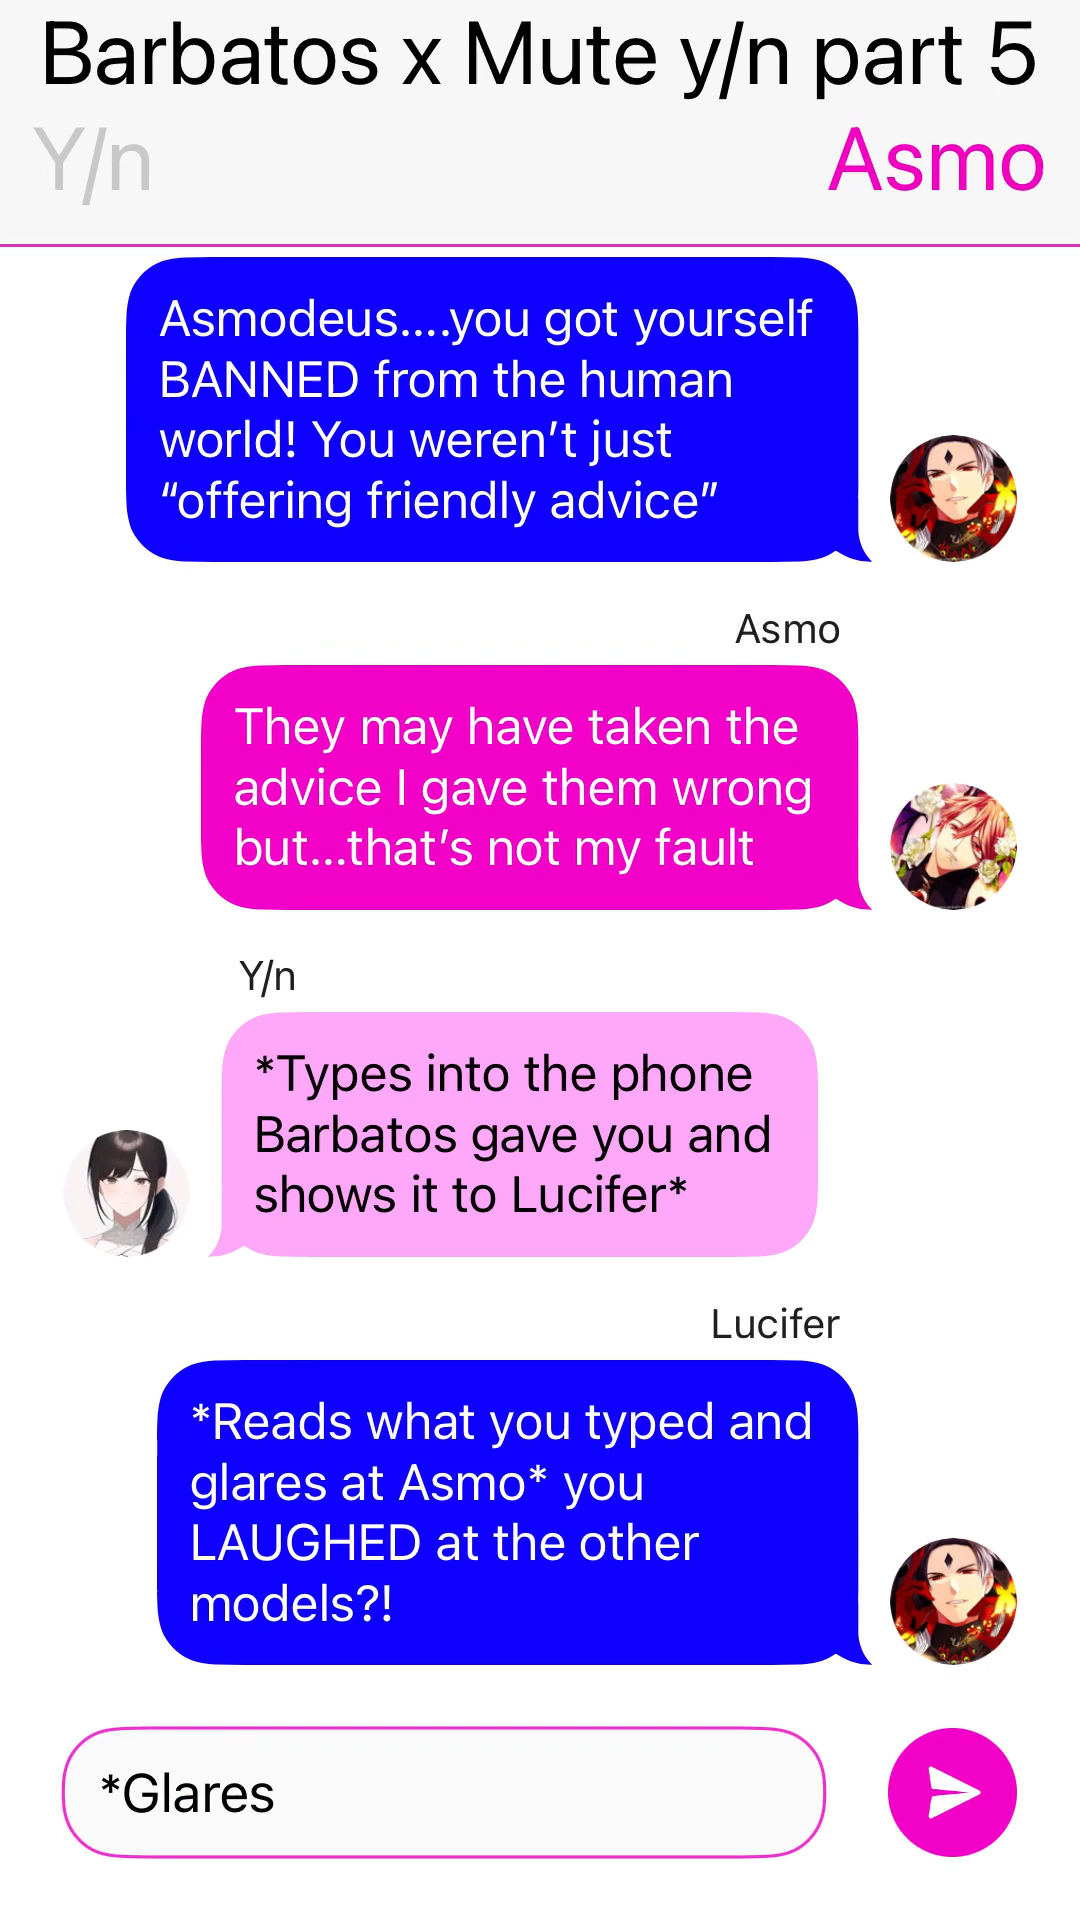 Barbatos x Mute y/n part 5
Y/n
Asmo
Asmodeus....you got yourself
BANNED from the human
world! You weren’t just
“offering friendly advice”
Asmo
They may have taken the
advice I gave them wrong
but...that’s not my fault
Y/n
*Types into the phone
Barbatos gave you and
shows it to Lucifer*
Lucifer
*Reads what you typed and
glares at Asmo* you
LAUGHED at the other
models?!
*Glares